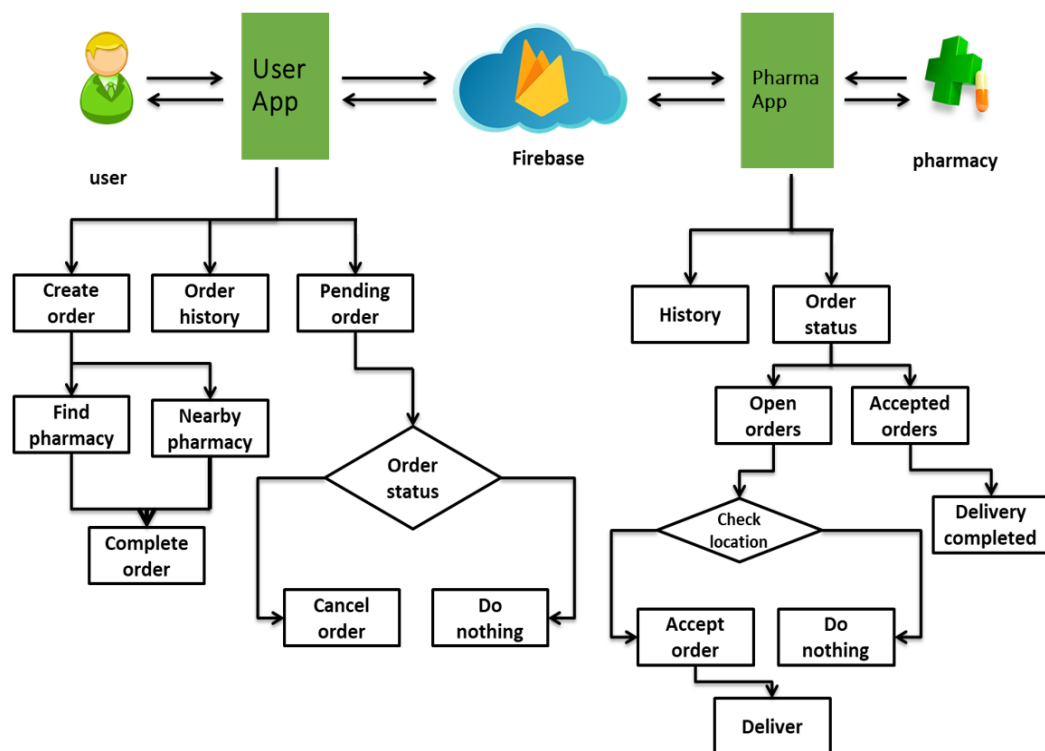 User
App
Pharma
App
Firebase
user
pharmacy
Create
order
Order
history
Pending
order
History
Order
status
Find
pharmacy
Nearby
pharmacy
Open
orders
Accepted
orders
Order
status
Complete
order
Check
location
Delivery
completed
Cancel
order
Do
nothing
Accept
order
Do
nothing
Deliver